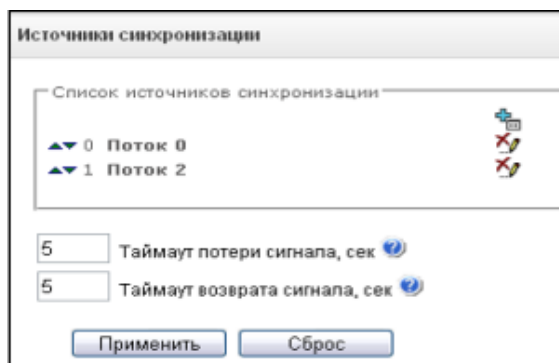 Источники синхронизации
Список источников синхронизации
0 Поток 0
1 Поток 2
5 Таймаут потери сигнала, сек
5 Таймаут возврата сигнала, сек
Применить Сброс